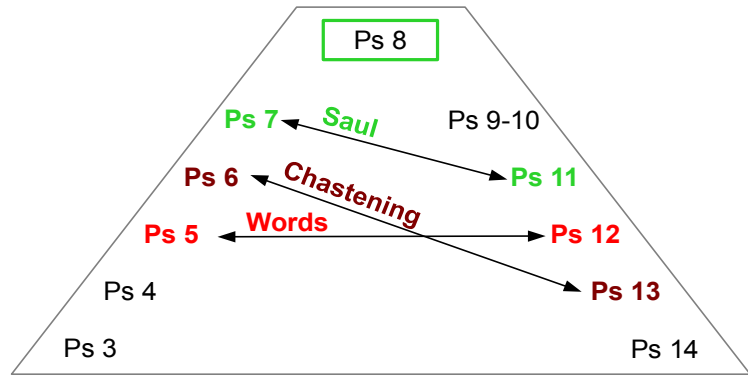 Ps 8
Ps 7 Saul Ps 9-10
Ps 6 Chastening Ps 11
Ps 5 Words Ps 12
Ps 4 Ps 13
Ps 3 Ps 14